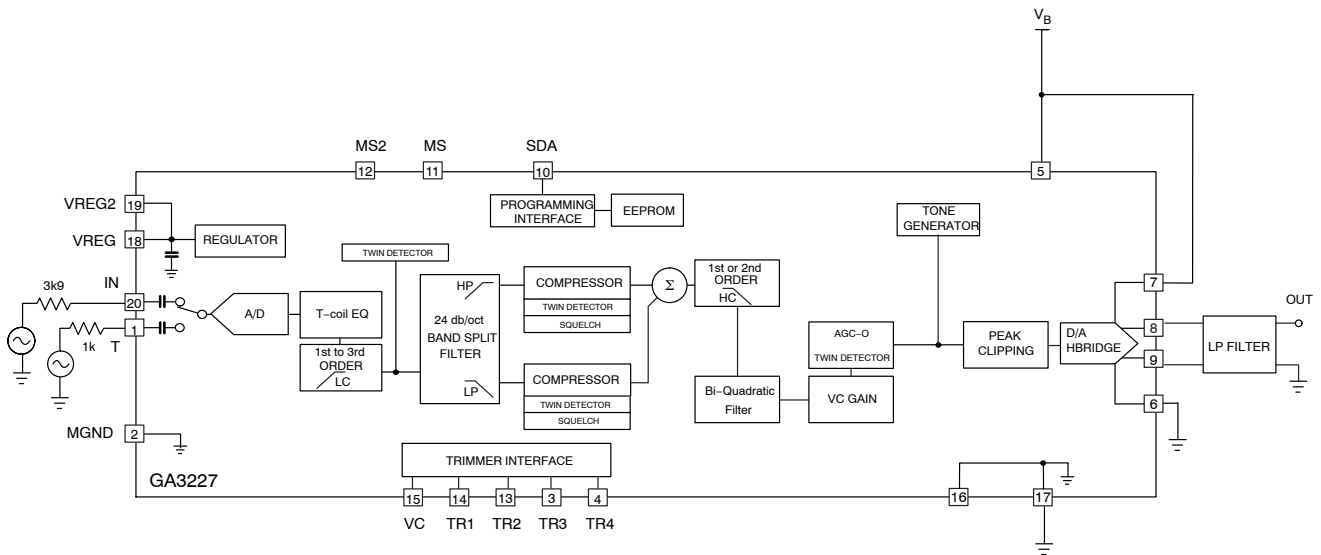 VB
MS2
MS
SDA
12
11
10
5
VREG2
19
PROGRAMMING
INTERFACE
EEPROM
TONE
GENERATOR
VREG
18
REGULATOR
TWIN DETECTOR
IN
3k9
20
A/D
T−coil EQ
HP
24 db/oct
BAND SPLIT
FILTER
LP
COMPRESSOR
TWIN DETECTOR
SQUELCH
Σ
1st or 2nd
ORDER
HC
7
OUT
1
1k
T
1st to 3rd
ORDER
LC
AGC−O
TWIN DETECTOR
PEAK
CLIPPING
D/A
HBRIDGE
8
9
LP FILTER
COMPRESSOR
TWIN DETECTOR
SQUELCH
Bi−Quadratic
Filter
VC GAIN
6
MGND
2
TRIMMER INTERFACE
GA3227
15
14
13
3
4
16
17
VC
TR1
TR2
TR3
TR4